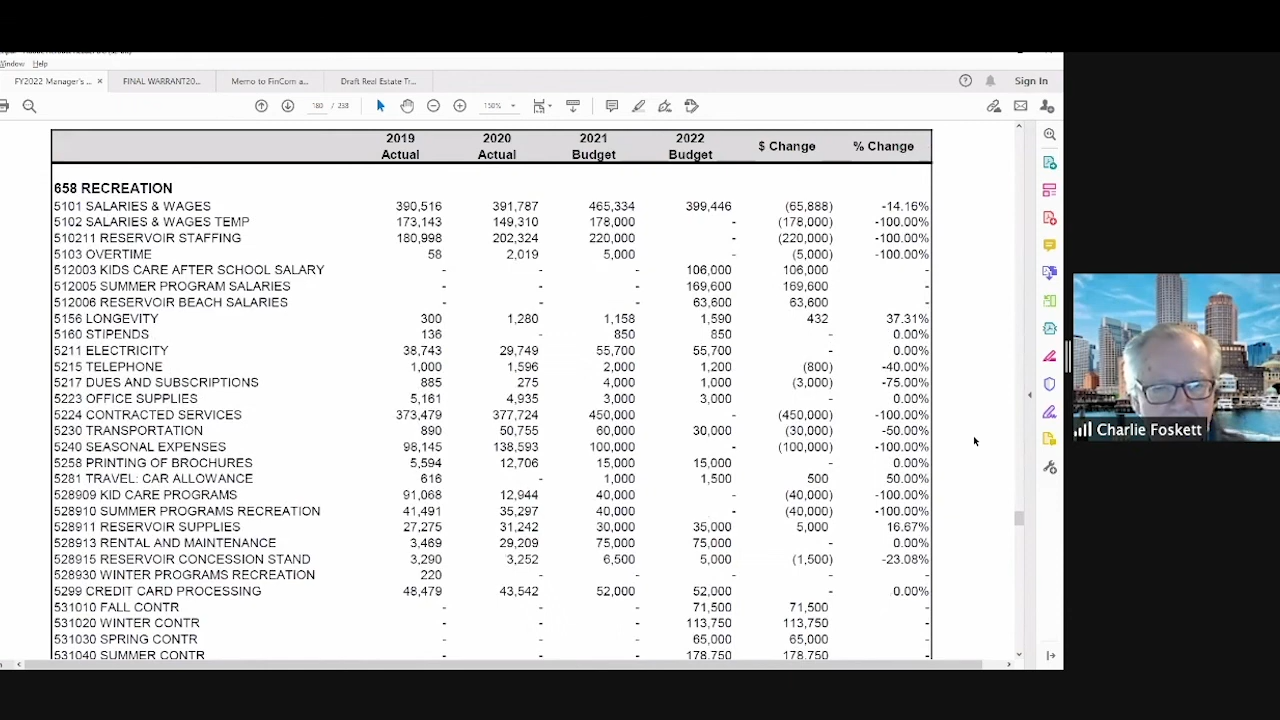 Window Help
FY2022 Manager's ... × FINAL WARRANT20... Memo to FinCom a... Draft Real Estate Tr... Sign In
180 / 238 150%
2019 Actual 2020 Actual 2021 Budget 2022 Budget $ Change % Change
658 RECREATION
5101 SALARIES & WAGES 390,516 391,787 465,334 399,446 (65,888) -14.16%
5102 SALARIES & WAGES TEMP 173,143 149,310 178,000 - (178,000) -100.00%
510211 RESERVOIR STAFFING 180,998 202,324 220,000 - (220,000) -100.00%
5103 OVERTIME 58 2,019 5,000 - (5,000) -100.00%
512003 KIDS CARE AFTER SCHOOL SALARY - - - 106,000 106,000 -
512005 SUMMER PROGRAM SALARIES - - - 169,600 169,600 -
512006 RESERVOIR BEACH SALARIES - - - 63,600 63,600 -
5156 LONGEVITY 300 1,280 1,158 1,590 432 37.31%
5160 STIPENDS 136 - 850 850 - 0.00%
5211 ELECTRICITY 38,743 29,749 55,700 55,700 - 0.00%
5215 TELEPHONE 1,000 1,596 2,000 1,200 (800) -40.00%
5217 DUES AND SUBSCRIPTIONS 885 275 4,000 1,000 (3,000) -75.00%
5223 OFFICE SUPPLIES 5,161 4,935 3,000 3,000 - 0.00%
5224 CONTRACTED SERVICES 373,479 377,724 450,000 - (450,000) -100.00%
5230 TRANSPORTATION 980 50,755 60,000 30,000 (30,000) -50.00%
5240 SEASONAL EXPENSES 98,145 138,593 100,000 - (100,000) -100.00%
5258 PRINTING OF BROCHURES 5,594 12,706 15,000 15,000 - 0.00%
5281 TRAVEL: CAR ALLOWANCE 616 - 1,000 1,500 500 50.00%
528909 KID CARE PROGRAMS 91,068 12,944 40,000 - (40,000) -100.00%
528910 SUMMER PROGRAMS RECREATION 41,491 35,297 40,000 - (40,000) -100.00%
528911 RESERVOIR SUPPLIES 27,275 31,242 30,000 35,000 5,000 16.67%
528913 RENTAL AND MAINTENANCE 3,469 29,209 75,000 75,000 - 0.00%
528915 RESERVOIR CONCESSION STAND 3,290 3,252 6,500 5,000 (1,500) -23.08%
528930 WINTER PROGRAMS RECREATION 220 - - - - -
5299 CREDIT CARD PROCESSING 48,479 43,542 52,000 52,000 - 0.00%
531010 FALL CONTR - - - 71,500 71,500 -
531020 WINTER CONTR - - - 113,750 113,750 -
531030 SPRING CONTR - - - 65,000 65,000 -
531040 SUMMER CONTR - - - 178,750 178,750 -
Charlie Foskett